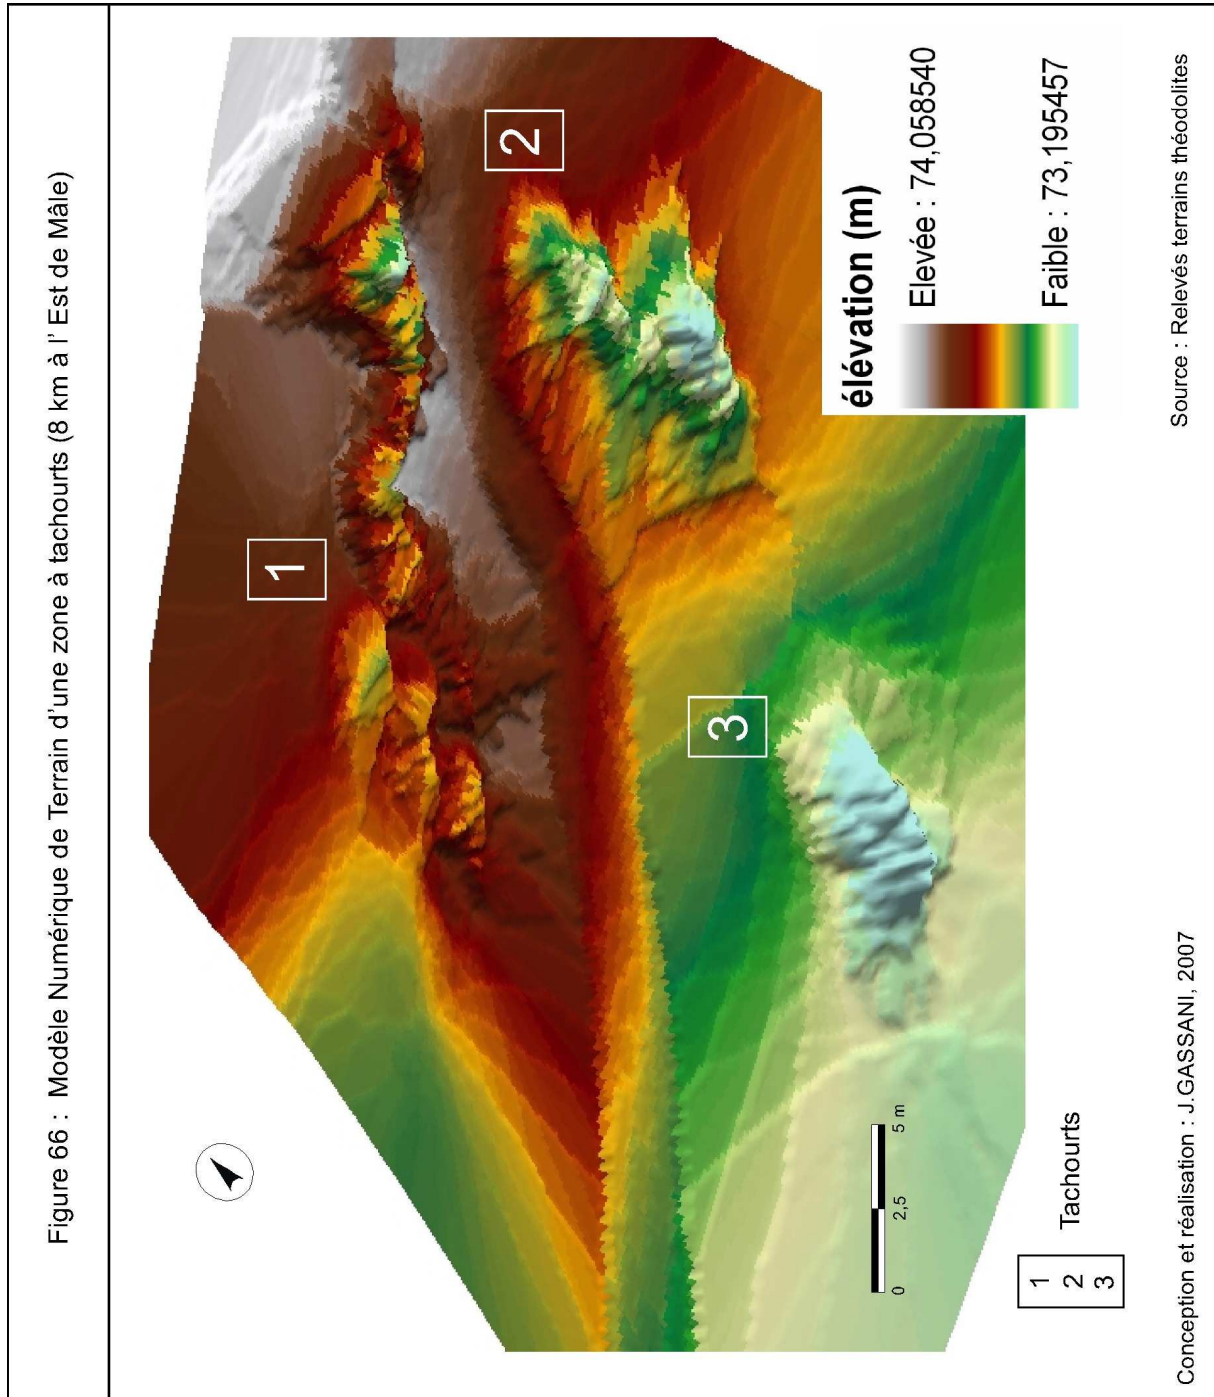 Figure 66 : Modèle Numérique de Terrain d'une zone à tachourts (8 km à l' Est de Mâle)
1
2
3
élévation (m)
Elevée : 74,058540
Faible : 73,195457
0 2,5 5 m
1
2
3
Tachourts
Conception et réalisation : J.GASSANI, 2007
Source : Relevés terrains théodolites